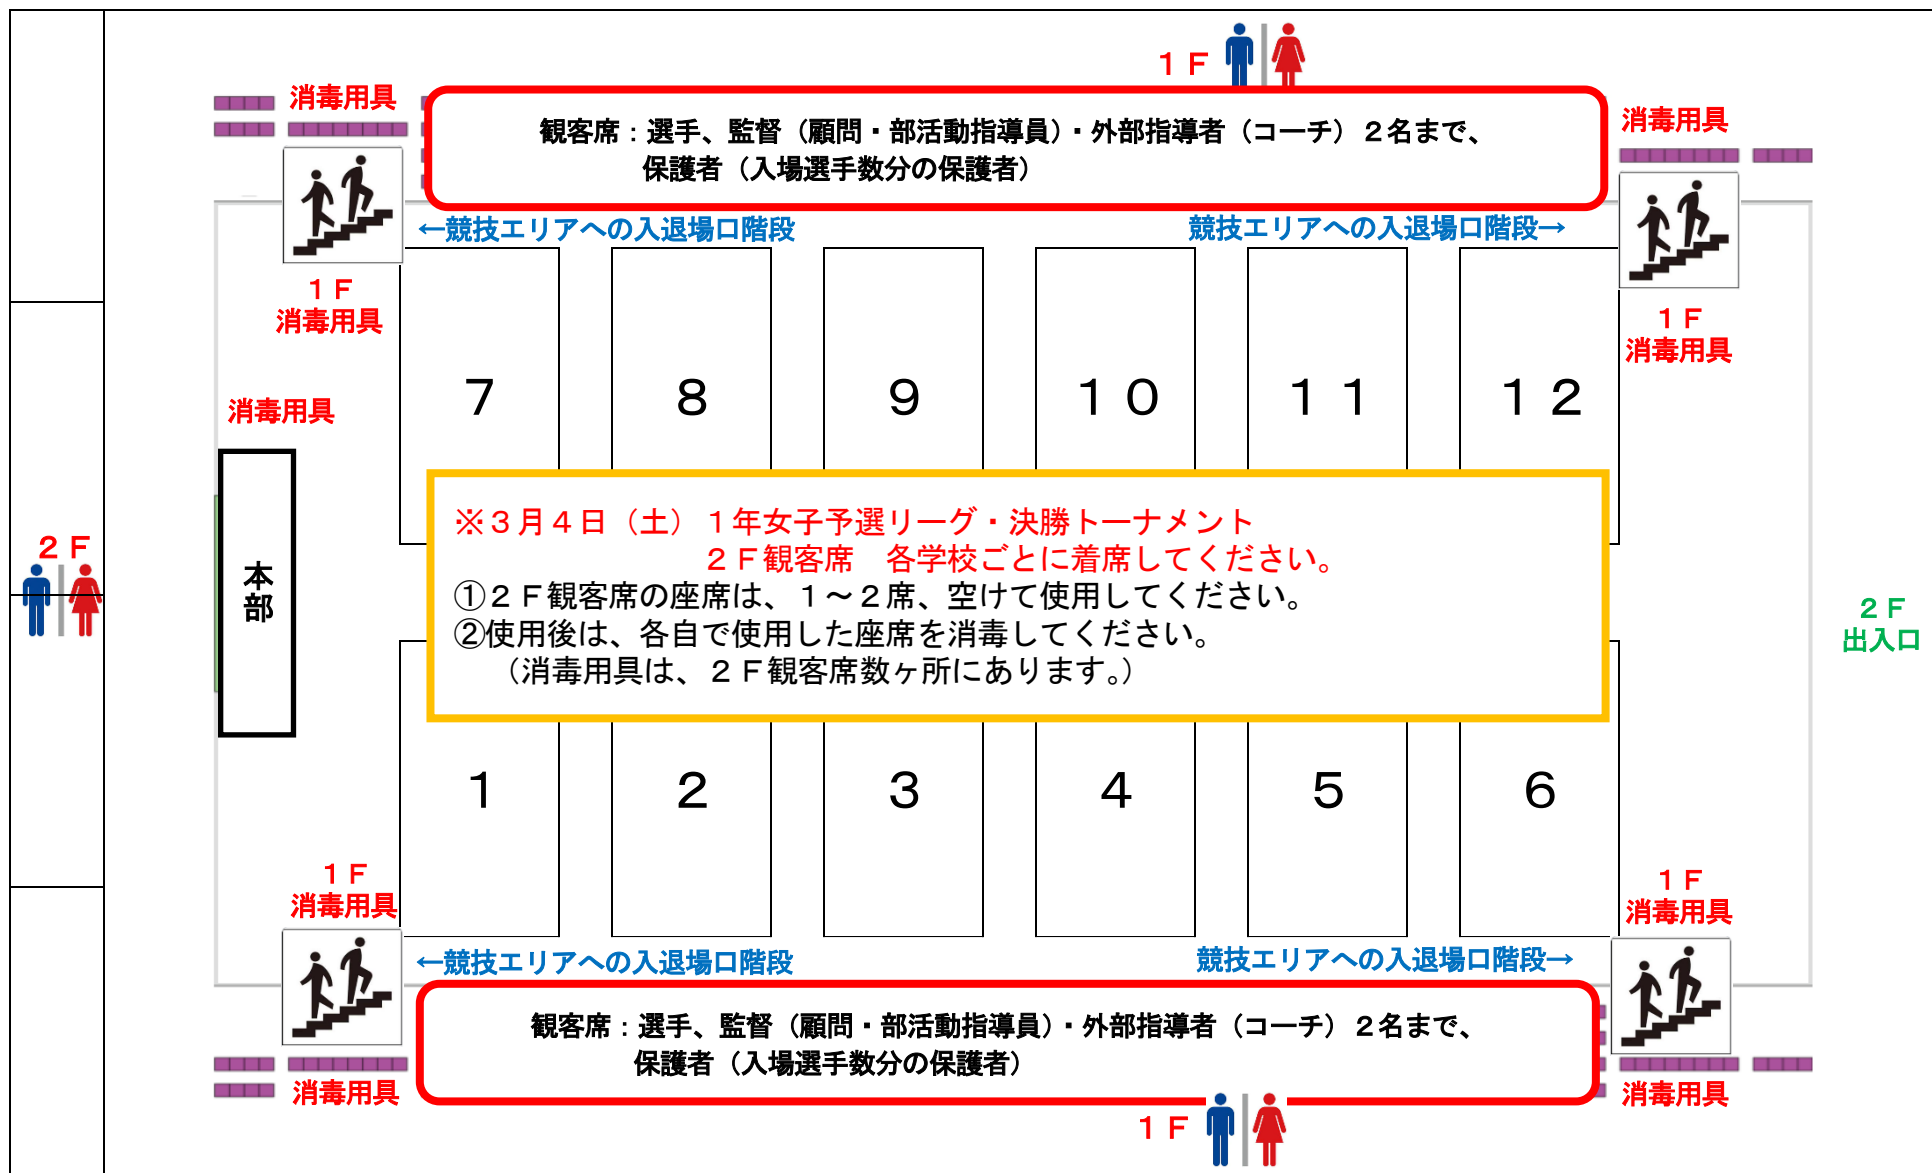 １Ｆ
消毒用具
観客席：選手、監督（顧問・部活動指導員）・外部指導者（コーチ）２名まで、
保護者（入場選手数分の保護者）
消毒用具
←競技エリアへの入退場口階段
競技エリアへの入退場口階段→
１Ｆ
消毒用具
１Ｆ
消毒用具
７
８
９
１０
１１
１２
消毒用具
本部
２Ｆ
※３月４日（土）１年女子予選リーグ・決勝トーナメント
２Ｆ観客席　各学校ごとに着席してください。
①２Ｆ観客席の座席は、１～２席、空けて使用してください。
②使用後は、各自で使用した座席を消毒してください。
（消毒用具は、２Ｆ観客席数ヶ所にあります。）
２Ｆ
出入口
１
２
３
４
５
６
１Ｆ
消毒用具
１Ｆ
消毒用具
←競技エリアへの入退場口階段
競技エリアへの入退場口階段→
観客席：選手、監督（顧問・部活動指導員）・外部指導者（コーチ）２名まで、
保護者（入場選手数分の保護者）
消毒用具
消毒用具
１Ｆ